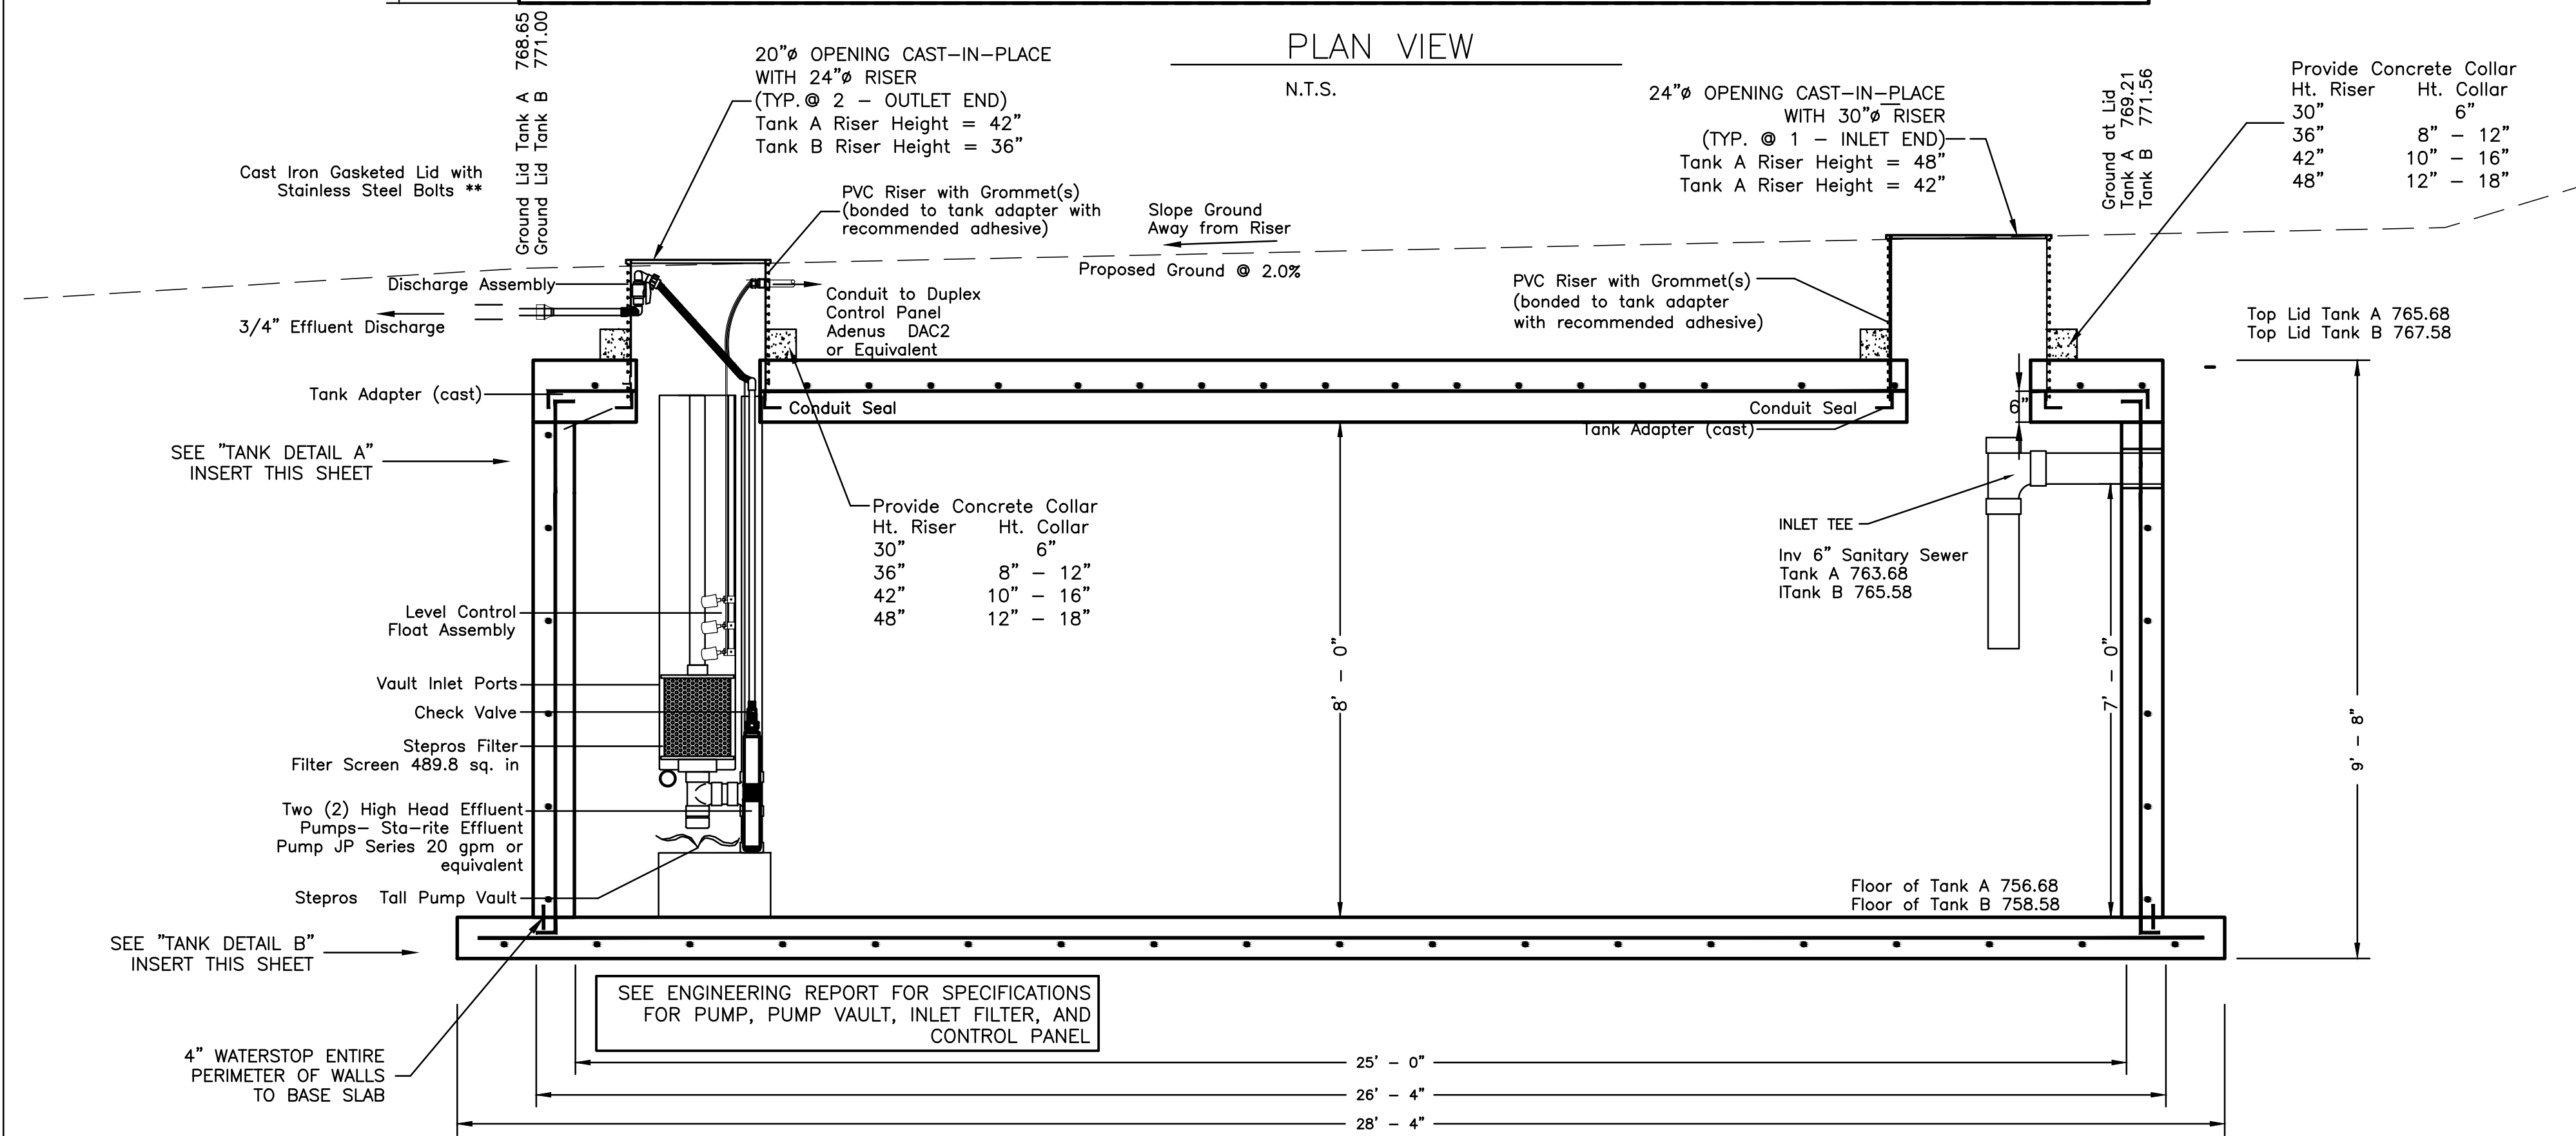 PLAN VIEW
N.T.S.
Ground Lid Tank A 768.65
Ground Lid Tank B 771.00
20"ø OPENING CAST-IN-PLACE
WITH 24"ø RISER
(TYP.@ 2 - OUTLET END)
Tank A Riser Height = 42"
Tank B Riser Height = 36"
24"ø OPENING CAST-IN-PLACE
WITH 30"ø RISER
(TYP. @ 1 - INLET END)
Tank A Riser Height = 48"
Tank A Riser Height = 42"
Ground at Lid
Tank A 769.21
Tank B 771.56
Provide Concrete Collar
Ht. Riser Ht. Collar
30" 6"
36" 8" - 12"
42" 10" - 16"
48" 12" - 18"
Cast Iron Gasketed Lid with
Stainless Steel Bolts **
PVC Riser with Grommet(s)
(bonded to tank adapter with
recommended adhesive)
Slope Ground
Away from Riser
Proposed Ground @ 2.0%
Discharge Assembly
3/4" Effluent Discharge
Conduit to Duplex
Control Panel
Adenus DAC2
or Equivalent
PVC Riser with Grommet(s)
(bonded to tank adapter
with recommended adhesive)
Top Lid Tank A 765.68
Top Lid Tank B 767.58
Tank Adapter (cast)
Conduit Seal
Conduit Seal
Tank Adapter (cast)
6"
SEE "TANK DETAIL A"
INSERT THIS SHEET
Provide Concrete Collar
Ht. Riser Ht. Collar
30" 6"
36" 8" - 12"
42" 10" - 16"
48" 12" - 18"
INLET TEE
Inv 6" Sanitary Sewer
Tank A 763.68
ITank B 765.58
Level Control
Float Assembly
Vault Inlet Ports
Check Valve
Stepros Filter
Filter Screen 489.8 sq. in
Two (2) High Head Effluent
Pumps- Sta-rite Effluent
Pump JP Series 20 gpm or
equivalent
Stepros Tall Pump Vault
8' - 0"
7' - 0"
9' - 8"
Floor of Tank A 756.68
Floor of Tank B 758.58
SEE "TANK DETAIL B"
INSERT THIS SHEET
SEE ENGINEERING REPORT FOR SPECIFICATIONS
FOR PUMP, PUMP VAULT, INLET FILTER, AND
CONTROL PANEL
4" WATERSTOP ENTIRE
PERIMETER OF WALLS
TO BASE SLAB
25' - 0"
26' - 4"
28' - 4"